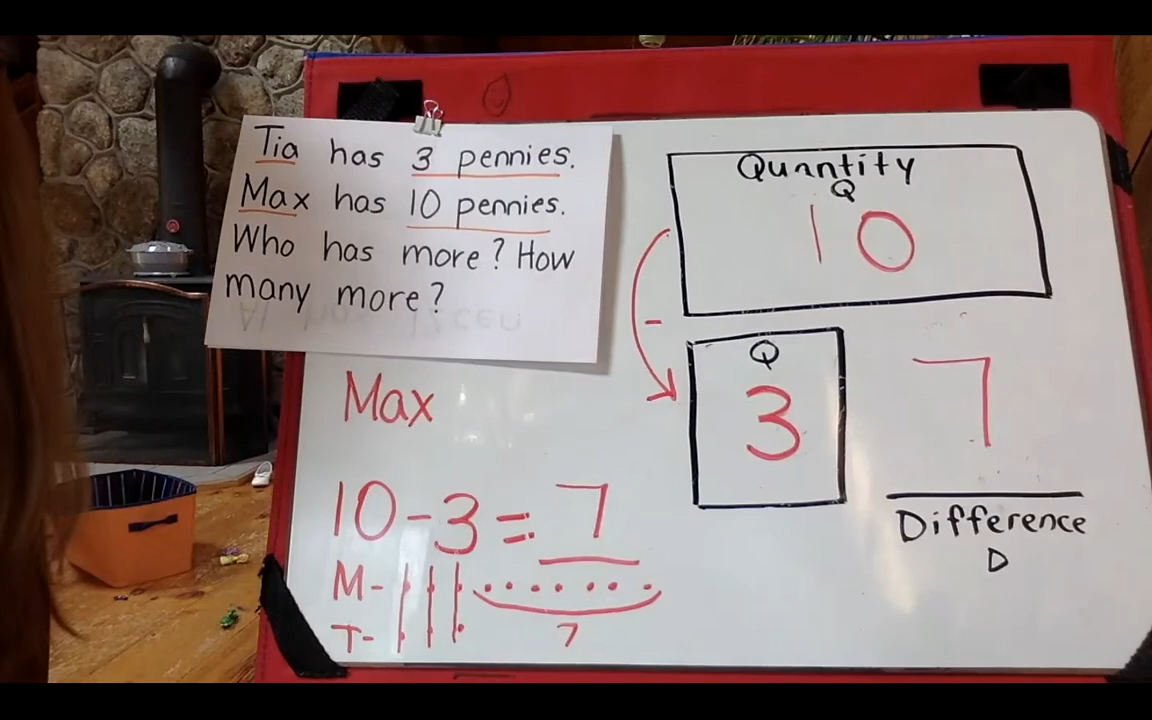 Tia has 3 pennies.
Max has 10 pennies.
Who has more? How
many more?
Max
10-3=7
M-
T-
7
Quantity
Q
10
-
Q
3
7
Difference
D